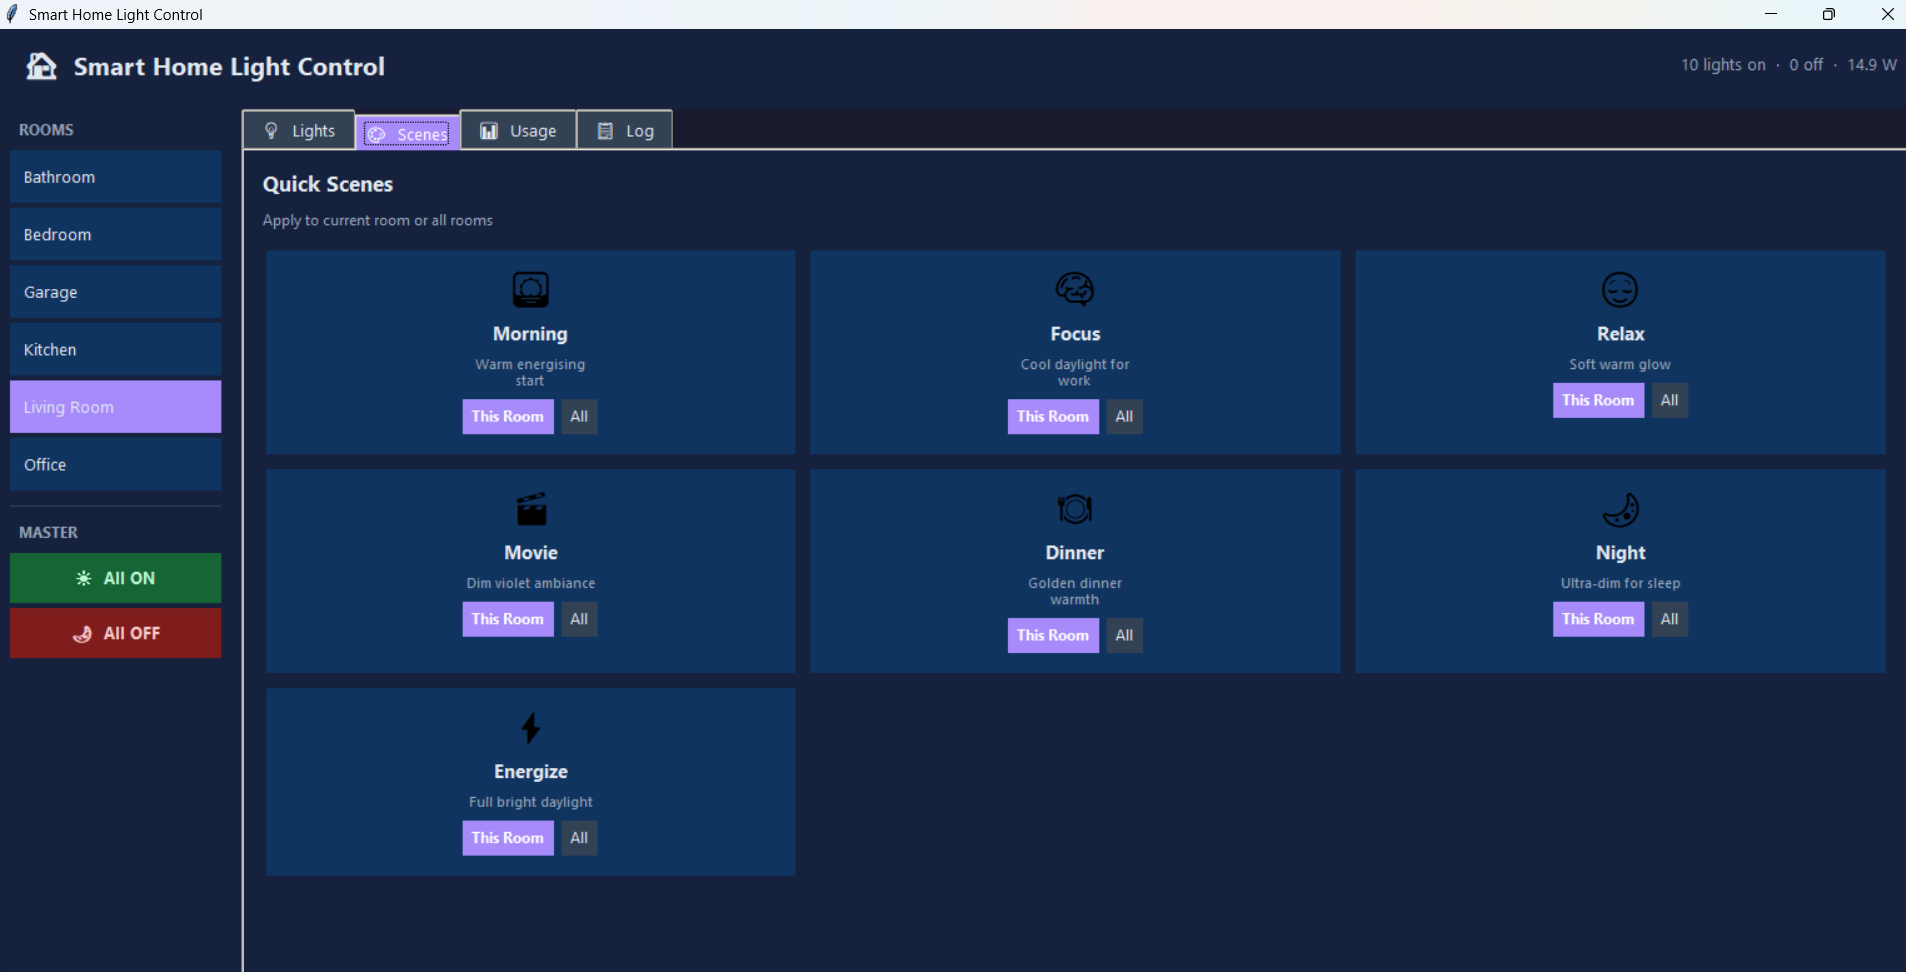 Smart Home Light Control
Smart Home Light Control
10 lights on · 0 off · 14.9 W
ROOMS
Bathroom
Bedroom
Garage
Kitchen
Living Room
Office
MASTER
All ON
All OFF
Lights
Scenes
Usage
Log
Quick Scenes
Apply to current room or all rooms
Morning
Warm energising
start
This Room
All
Focus
Cool daylight for
work
This Room
All
Relax
Soft warm glow
This Room
All
Movie
Dim violet ambiance
This Room
All
Dinner
Golden dinner
warmth
This Room
All
Night
Ultra-dim for sleep
This Room
All
Energize
Full bright daylight
This Room
All